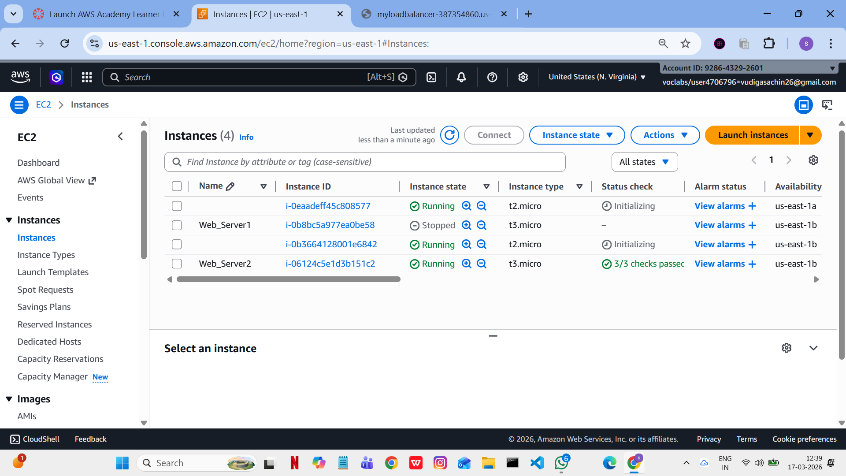 Launch AWS Academy Learner
Instances | EC2 | us-east-1
myloadbalancer-387354860.us
us-east-1.console.aws.amazon.com/ec2/home?region=us-east-1#Instances:
S
aws
Search
[Alt+S]
United States (N. Virginia)
Account ID: 9286-4329-2601
voclabs/user4706796=vudigasachin26@gmail.com
EC2
Instances
EC2
Dashboard
AWS Global View
Events
Instances
Instances
Instance Types
Launch Templates
Spot Requests
Savings Plans
Reserved Instances
Dedicated Hosts
Capacity Reservations
Capacity Manager New
Images
AMIs
Instances (4) Info
Last updated
less than a minute ago
Connect
Instance state
Actions
Launch instances
Find Instance by attribute or tag (case-sensitive)
All states
1
Name Instance ID Instance state Instance type Status check Alarm status Availability
i-0eaadeff45c808577 Running t2.micro Initializing View alarms + us-east-1a
Web_Server1 i-0b8bc5a977ea0be58 Stopped t3.micro – View alarms + us-east-1b
i-0b3664128001e6842 Running t2.micro Initializing View alarms + us-east-1b
Web_Server2 i-06124c5e1d3b151c2 Running t3.micro 3/3 checks passed View alarms + us-east-1b
Select an instance
CloudShell
Feedback
© 2026, Amazon Web Services, Inc. or its affiliates.
Privacy
Terms
Cookie preferences
1
Search
6
ENG
IN
12:39
17-03-2026